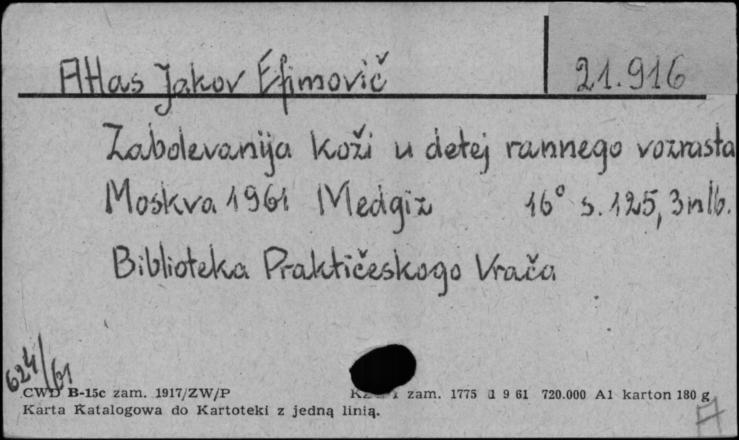 Atlas Jakov Efimovič 21.916
Zabolevanija koži u detej rannego vozrasta
Moskva 1961 Medgiz 16° s. 125, 3 nlb.
Biblioteka Praktičeskogo Vrača
624/61
CWD B-15c zam. 1917/ZW/P zam. 1775 d 9 61 720.000 A1 karton 180 g
Karta Katalogowa do Kartoteki z jedną linią.